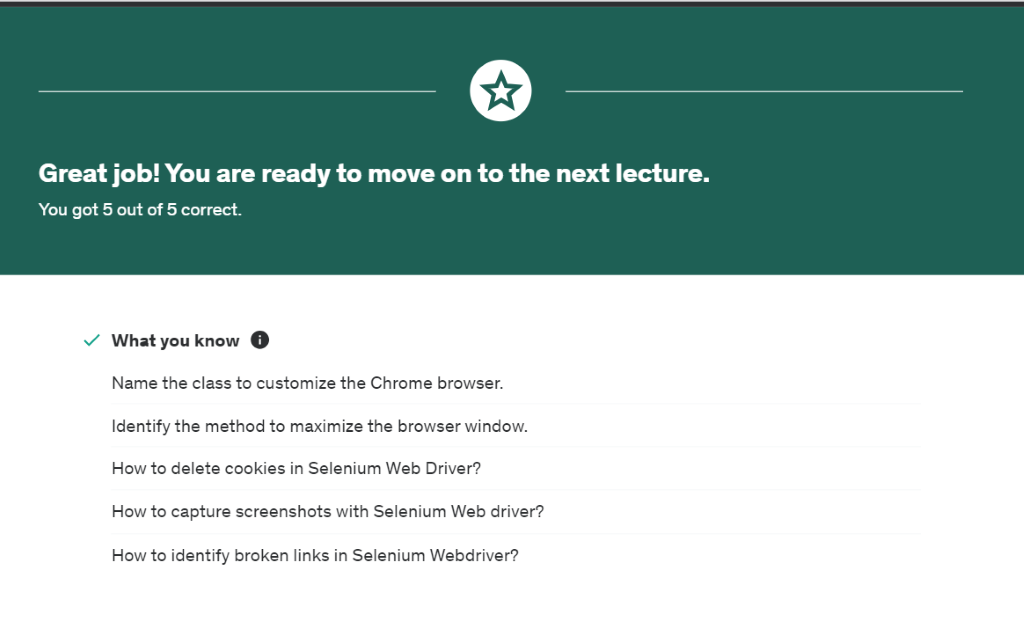 Great job! You are ready to move on to the next lecture.
You got 5 out of 5 correct.
What you know
Name the class to customize the Chrome browser.
Identify the method to maximize the browser window.
How to delete cookies in Selenium Web Driver?
How to capture screenshots with Selenium Web driver?
How to identify broken links in Selenium Webdriver?